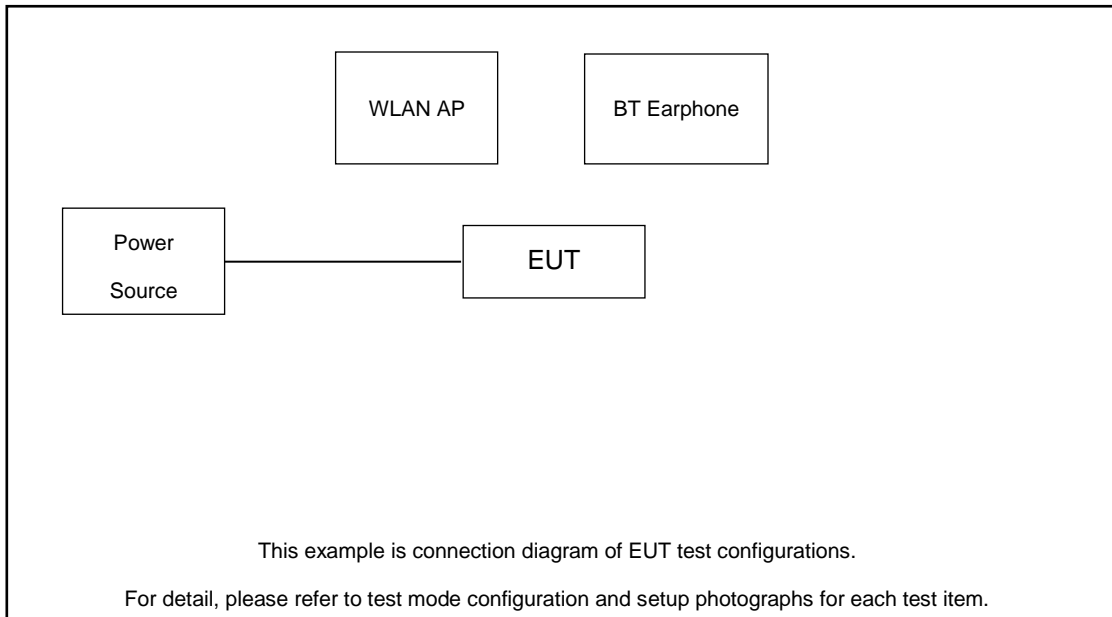 WLAN AP
BT Earphone
Power
Source
EUT
This example is connection diagram of EUT test configurations.
For detail, please refer to test mode configuration and setup photographs for each test item.